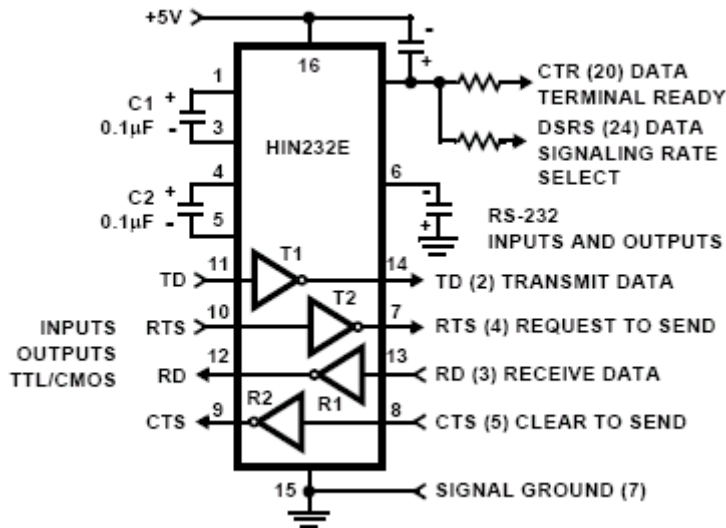 +5V
-
+
16
1
CTR (20) DATA
TERMINAL READY
C1 +
0.1µF -
3
HIN232E
DSRS (24) DATA
SIGNALING RATE
SELECT
4
6
C2 +
0.1µF -
5
-
+
RS-232
INPUTS AND OUTPUTS
T1
TD
11
14
TD (2) TRANSMIT DATA
T2
RTS
10
7
RTS (4) REQUEST TO SEND
INPUTS
OUTPUTS
TTL/CMOS
RD
12
13
RD (3) RECEIVE DATA
R1
R2
CTS
9
8
CTS (5) CLEAR TO SEND
15
SIGNAL GROUND (7)